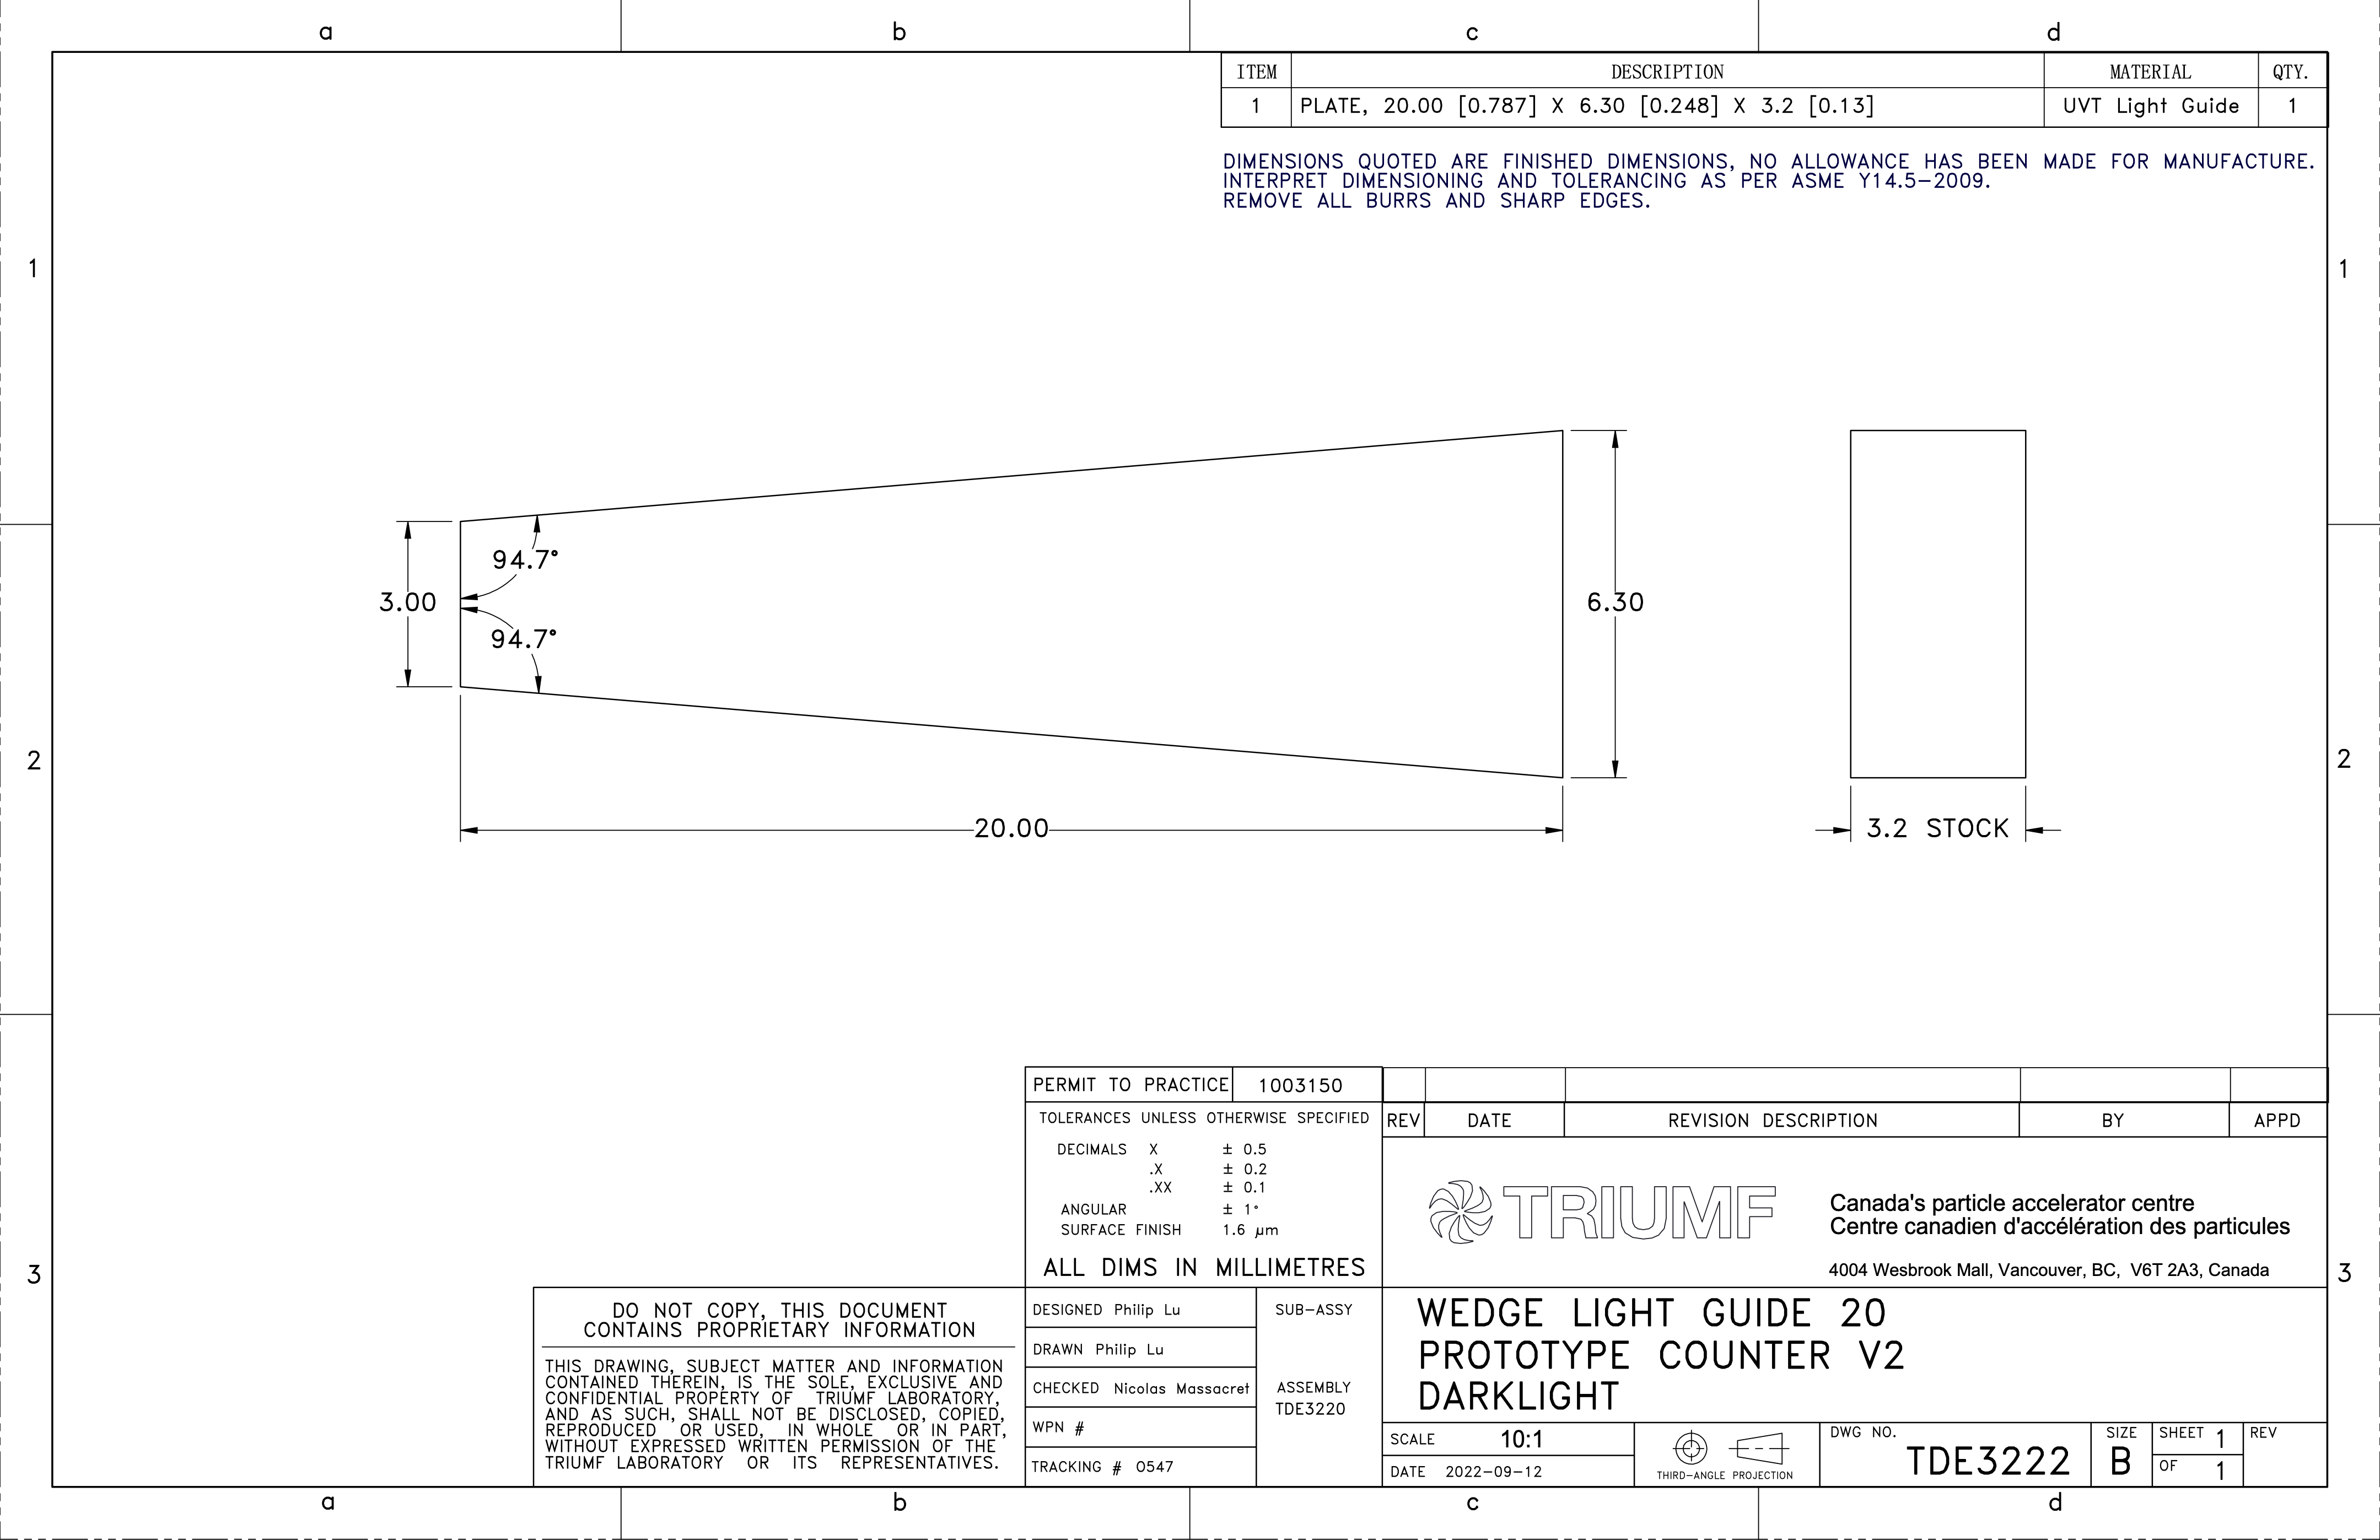 a b c d
ITEM DESCRIPTION MATERIAL QTY.
1 PLATE, 20.00 [0.787] X 6.30 [0.248] X 3.2 [0.13] UVT Light Guide 1
DIMENSIONS QUOTED ARE FINISHED DIMENSIONS, NO ALLOWANCE HAS BEEN MADE FOR MANUFACTURE.
INTERPRET DIMENSIONING AND TOLERANCING AS PER ASME Y14.5-2009.
REMOVE ALL BURRS AND SHARP EDGES.
1 1
94.7°
3.00 6.30
94.7°
2 2
20.00 3.2 STOCK
PERMIT TO PRACTICE 1003150
TOLERANCES UNLESS OTHERWISE SPECIFIED
DECIMALS X ± 0.5
.X ± 0.2
.XX ± 0.1
ANGULAR ± 1°
SURFACE FINISH 1.6 µm
ALL DIMS IN MILLIMETRES
REV DATE REVISION DESCRIPTION BY APPD
TRIUMF
Canada's particle accelerator centre
Centre canadien d'accélération des particules
4004 Wesbrook Mall, Vancouver, BC, V6T 2A3, Canada
3 3
DO NOT COPY, THIS DOCUMENT
CONTAINS PROPRIETARY INFORMATION
THIS DRAWING, SUBJECT MATTER AND INFORMATION
CONTAINED THEREIN, IS THE SOLE, EXCLUSIVE AND
CONFIDENTIAL PROPERTY OF TRIUMF LABORATORY,
AND AS SUCH, SHALL NOT BE DISCLOSED, COPIED,
REPRODUCED OR USED, IN WHOLE OR IN PART,
WITHOUT EXPRESSED WRITTEN PERMISSION OF THE
TRIUMF LABORATORY OR ITS REPRESENTATIVES.
DESIGNED Philip Lu
DRAWN Philip Lu
CHECKED Nicolas Massacret
WPN #
TRACKING # 0547
SUB-ASSY
ASSEMBLY
TDE3220
WEDGE LIGHT GUIDE 20
PROTOTYPE COUNTER V2
DARKLIGHT
SCALE 10:1
DATE 2022-09-12
THIRD-ANGLE PROJECTION
DWG NO.
TDE3222
SIZE
B
SHEET 1
OF 1
REV
a b c d